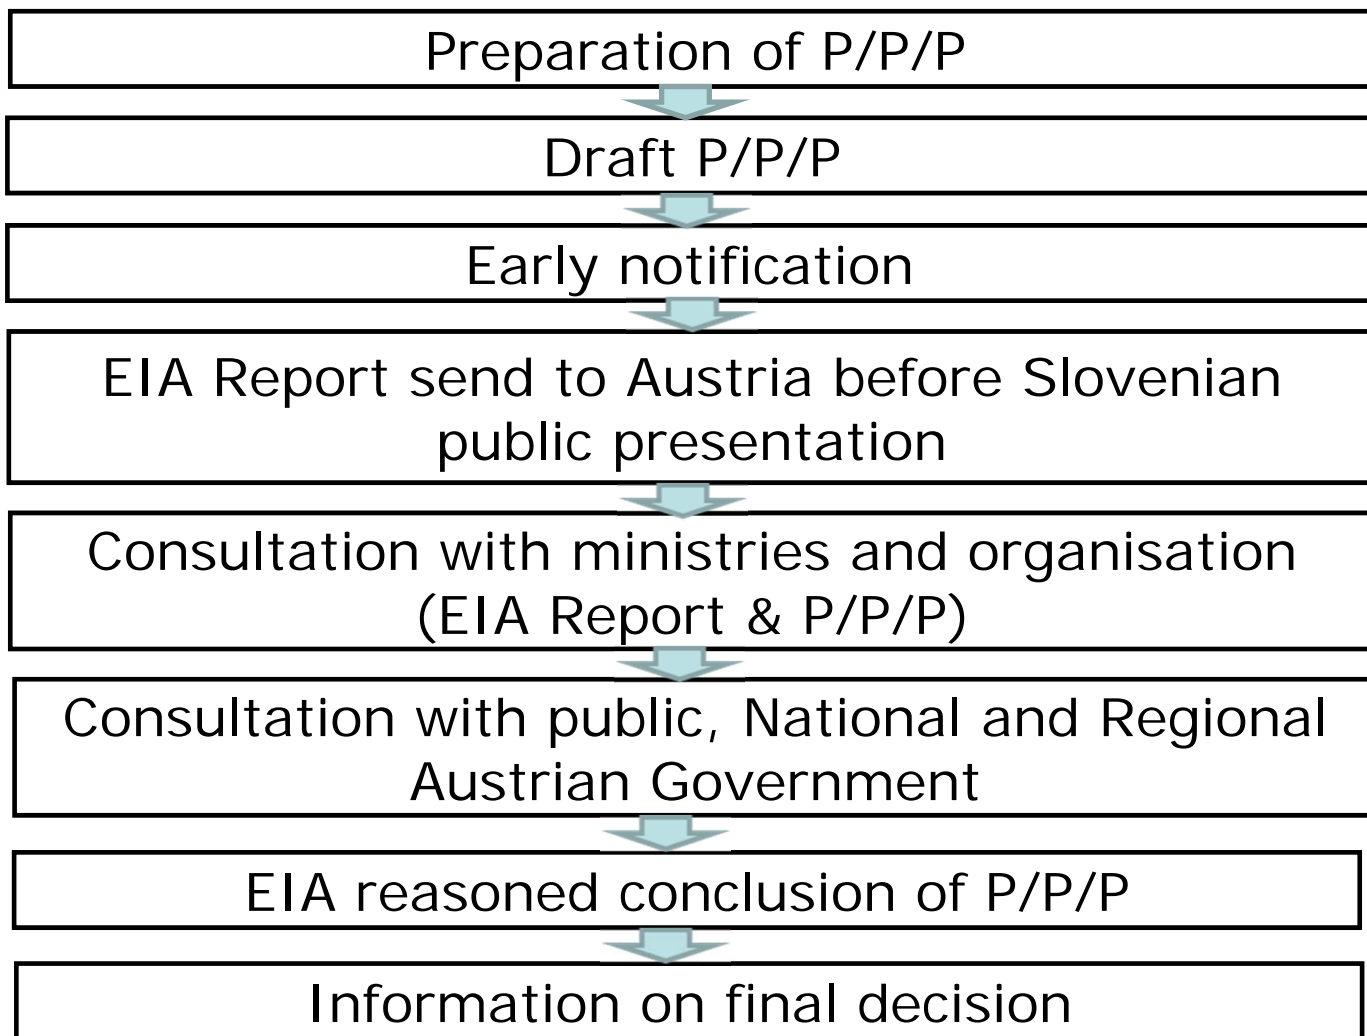 Preparation of P/P/P
Draft P/P/P
Early notification
EIA Report send to Austria before Slovenian
public presentation
Consultation with ministries and organisation
(EIA Report & P/P/P)
Consultation with public, National and Regional
Austrian Government
EIA reasoned conclusion of P/P/P
Information on final decision